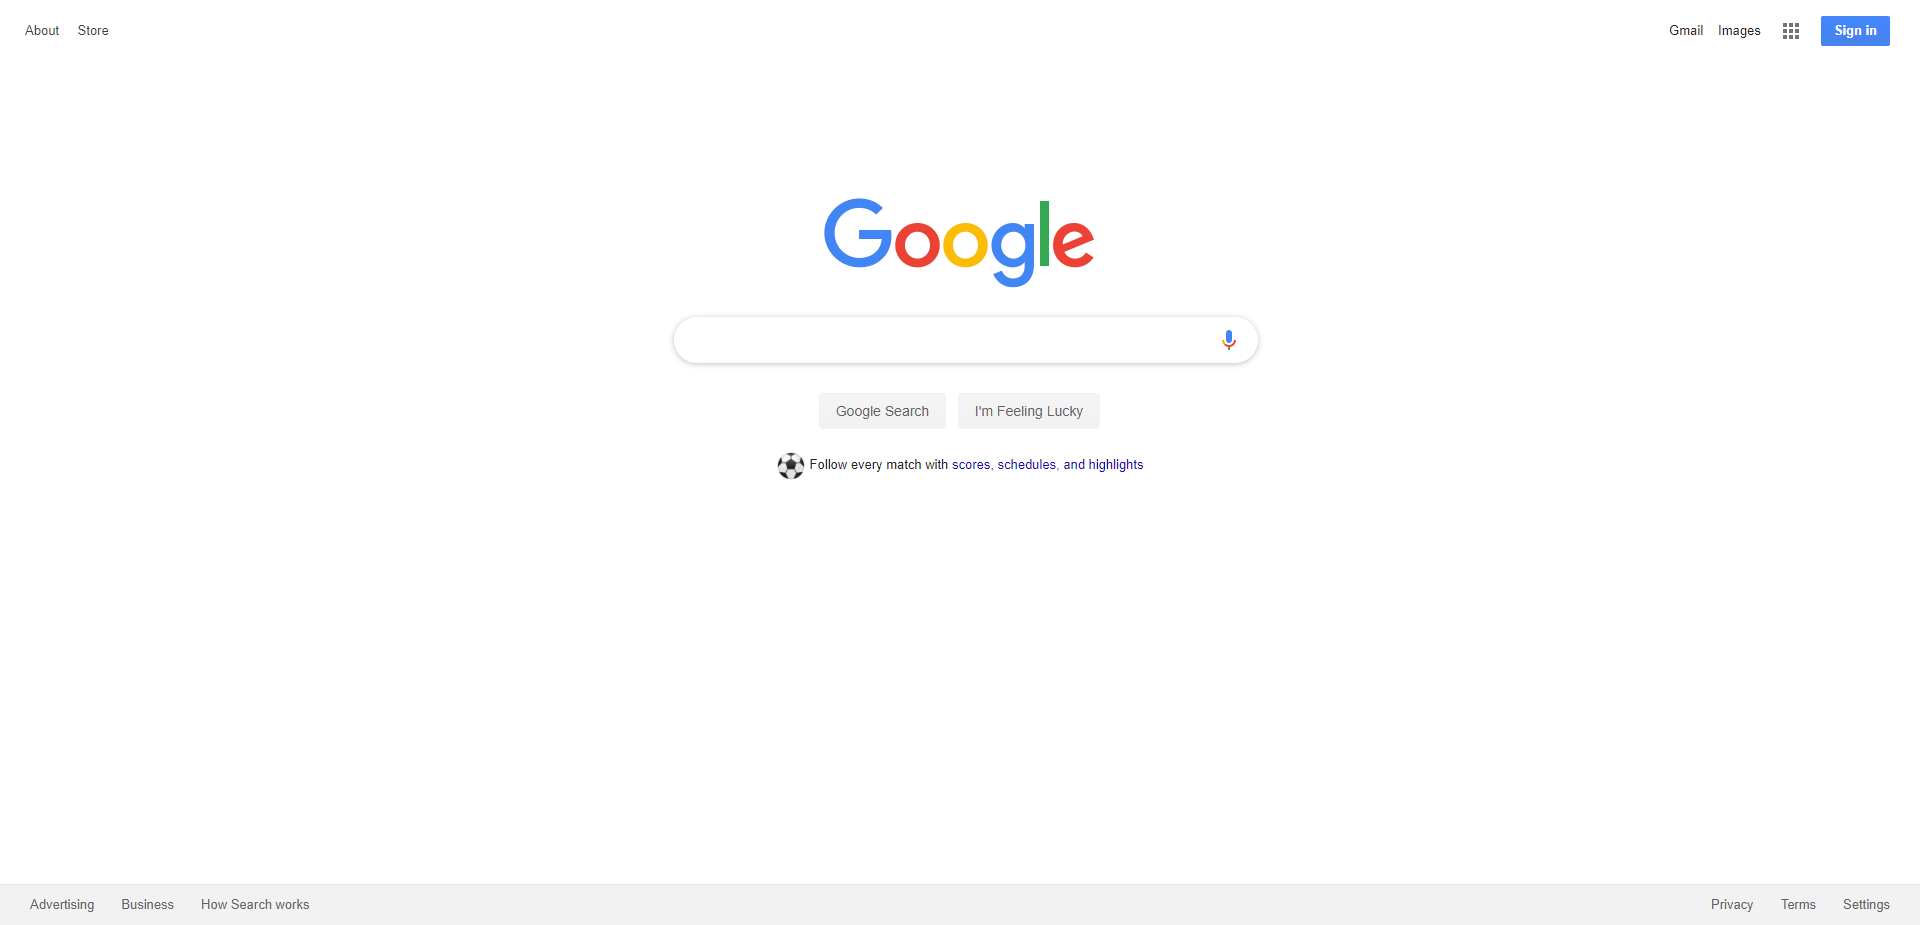 About Store Gmail Images Sign in
Google
Google Search I'm Feeling Lucky
Follow every match with scores, schedules, and highlights
Advertising Business How Search works Privacy Terms Settings